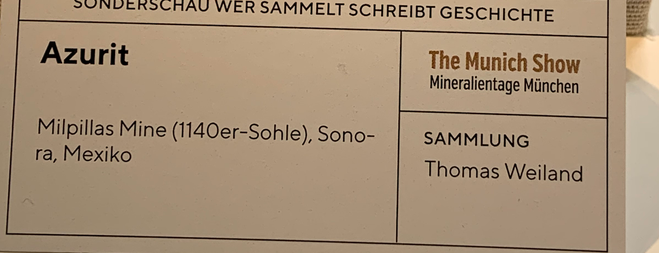 SONDERSCHAU WER SAMMELT SCHREIBT GESCHICHTE
Azurit
Milpillas Mine (1140er-Sohle), Sono-
ra, Mexiko
The Munich Show
Mineralientage München
SAMMLUNG
Thomas Weiland